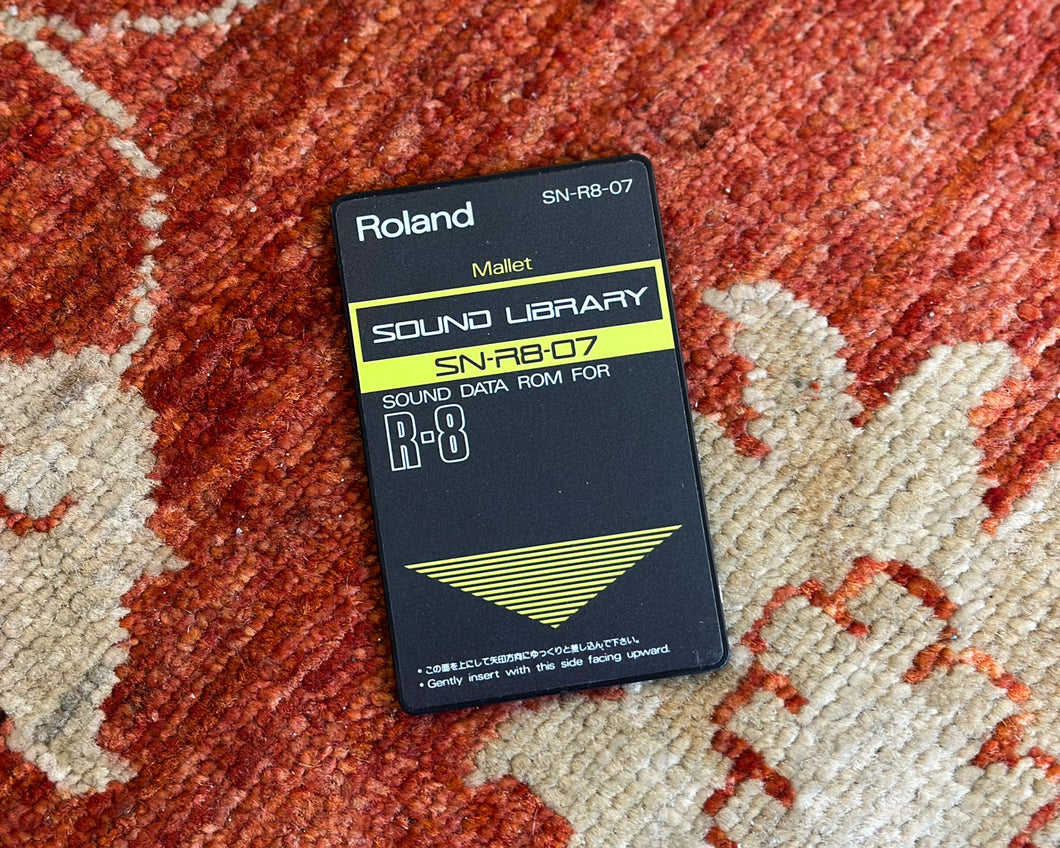 Roland
SN-R8-07
Mallet
SOUND LIBRARY
SN-R8-07
SOUND DATA ROM FOR
R-8
• この面を上にして矢印方向にゆっくりと差し込んで下さい。
• Gently insert with this side facing upward.